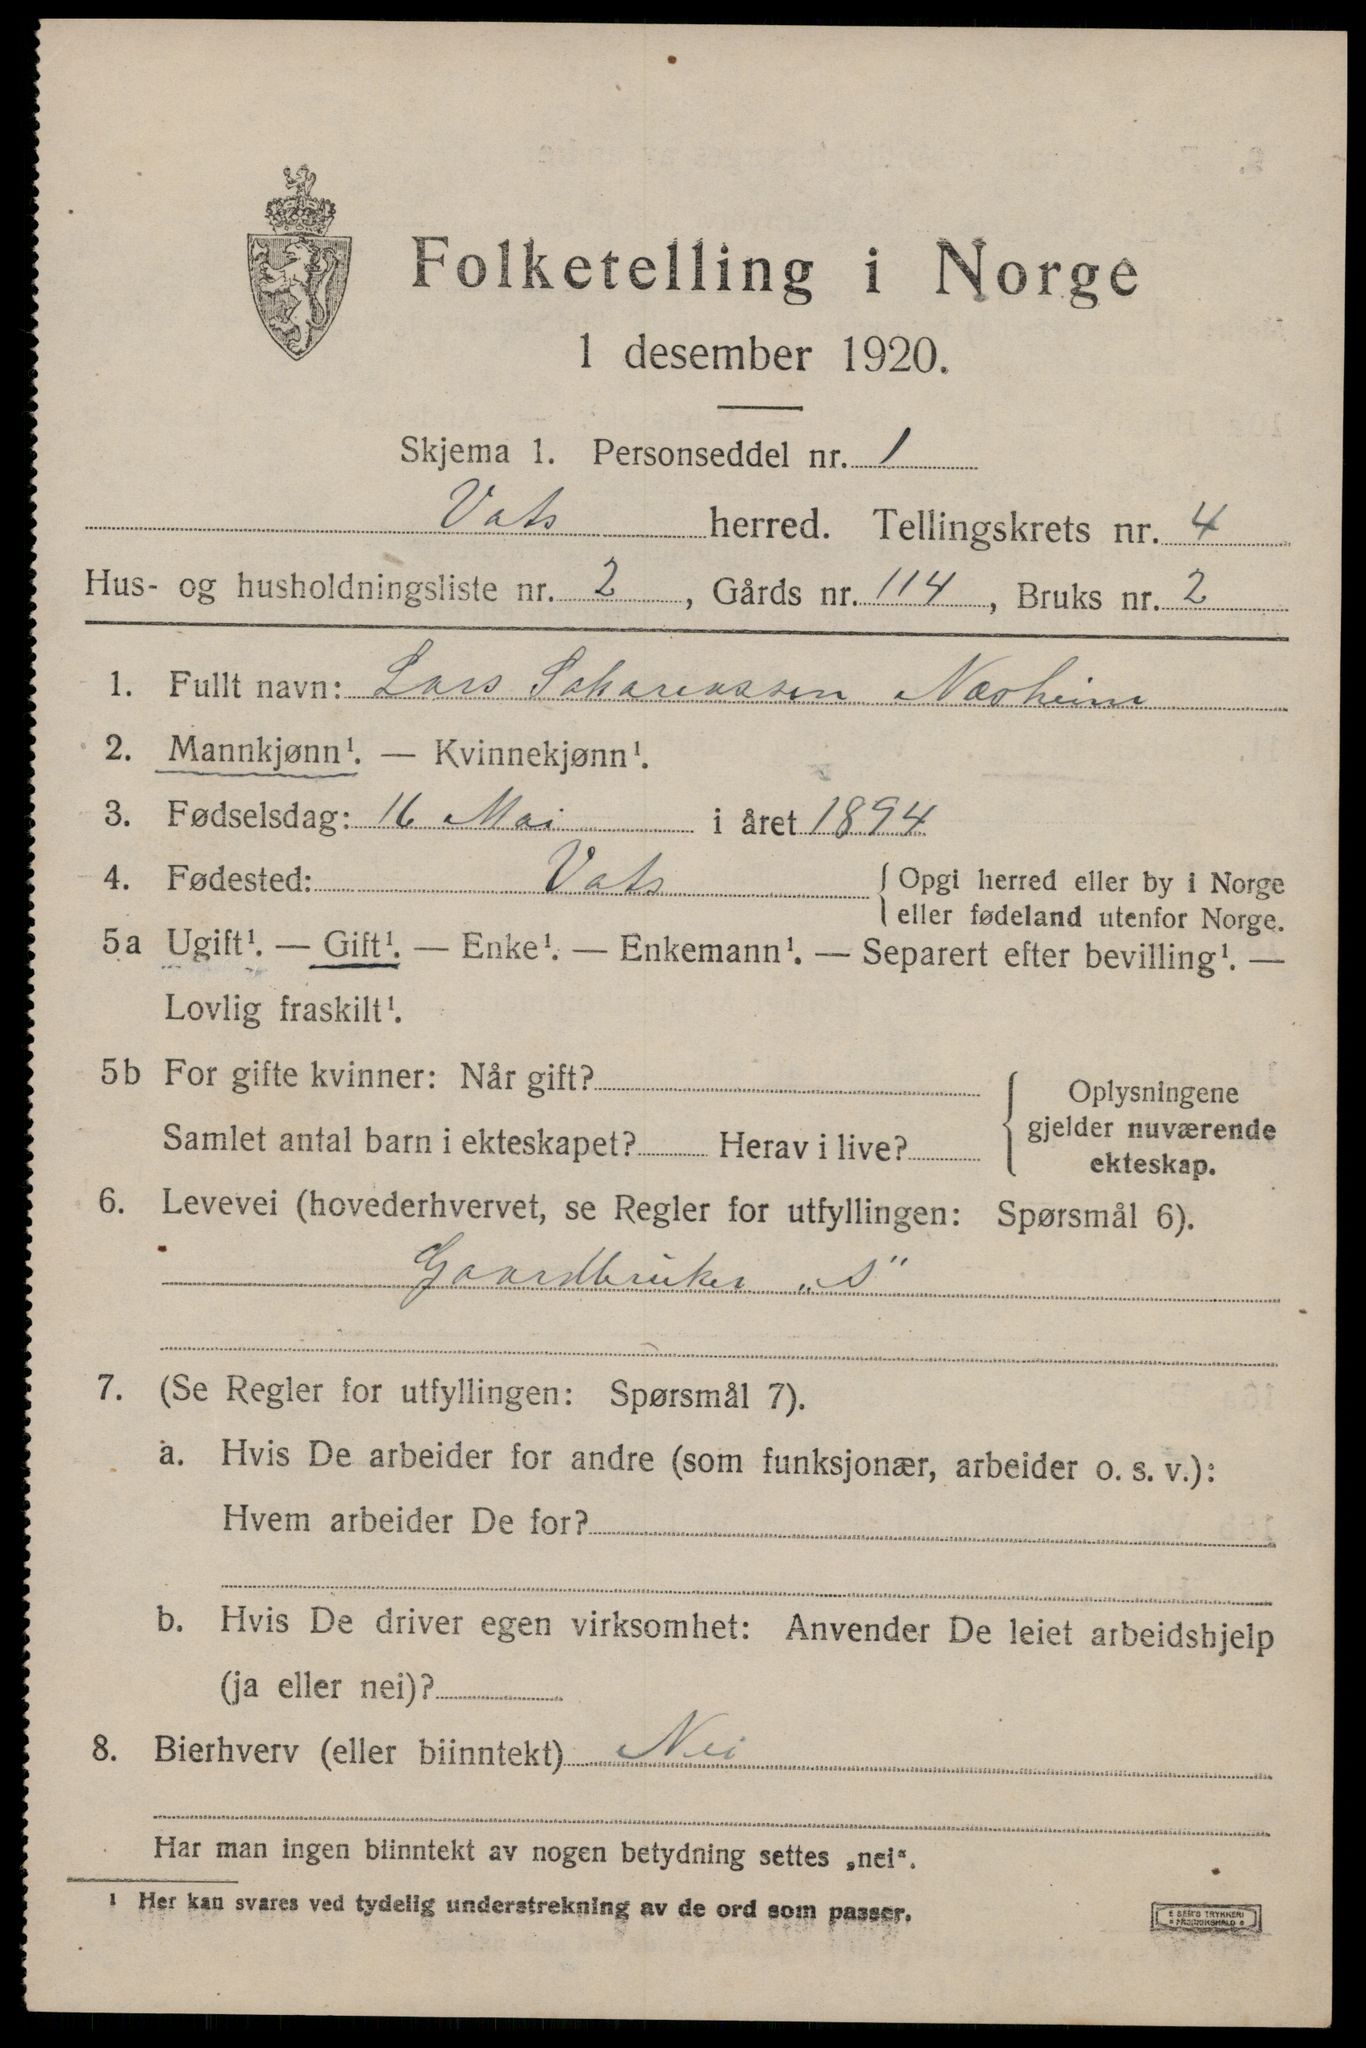 Folketelling i Norge
1 desember 1920.
Skjema 1. Personseddel nr. 1
Vats herred. Tellingskrets nr. 4
Hus- og husholdningsliste nr. 2, Gårds nr. 114, Bruks nr. 2
1. Fullt navn: Lars Sakariassen Næsheim
2. Mannkjønn¹. — Kvinnekjønn¹.
3. Fødselsdag: 16 Mai i året 1894
4. Fødested: Vats { Opgi herred eller by i Norge
eller fødeland utenfor Norge.
5a Ugift¹. — Gift¹. — Enke¹. — Enkemann¹. — Separert efter bevilling¹. —
Lovlig fraskilt¹.
5b For gifte kvinner: Når gift?
Samlet antal barn i ekteskapet? Herav i live?
{ Oplysningene
gjelder nuværende
ekteskap.
6. Levevei (hovederhvervet, se Regler for utfyllingen: Spørsmål 6).
Gaardbruker „S"
7. (Se Regler for utfyllingen: Spørsmål 7).
a. Hvis De arbeider for andre (som funksjonær, arbeider o. s. v.):
Hvem arbeider De for?
b. Hvis De driver egen virksomhet: Anvender De leiet arbeidshjelp
(ja eller nei)?
8. Bierhverv (eller biinntekt) Nei
Har man ingen biinntekt av nogen betydning settes „nei".
¹ Her kan svares ved tydelig understrekning av de ord som passer.
E SEM'S TRYKKERI
FREDRIKSHALD